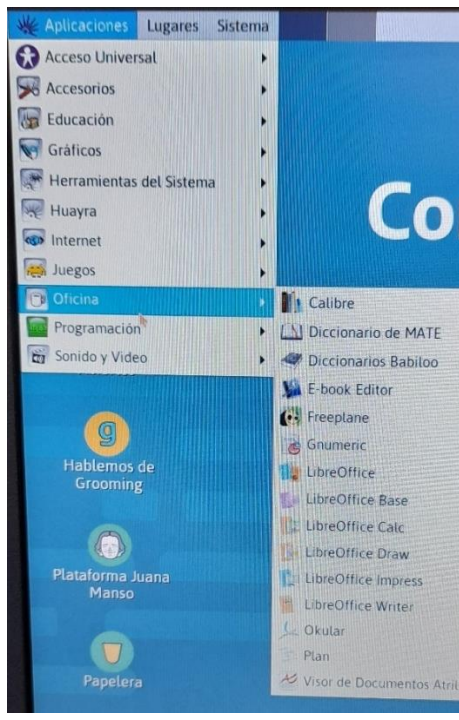 Aplicaciones Lugares Sistema
Acceso Universal
Accesorios
Educación
Gráficos
Herramientas del Sistema
Huayra
Internet
Juegos
Oficina
Programación
Sonido y Video
Co
Calibre
Diccionario de MATE
Diccionarios Babiloo
E-book Editor
Freeplane
Gnumeric
LibreOffice
LibreOffice Base
LibreOffice Calc
LibreOffice Draw
LibreOffice Impress
LibreOffice Writer
Okular
Plan
Visor de Documentos Atril
g
Hablemos de
Grooming
Plataforma Juana
Manso
Papelera